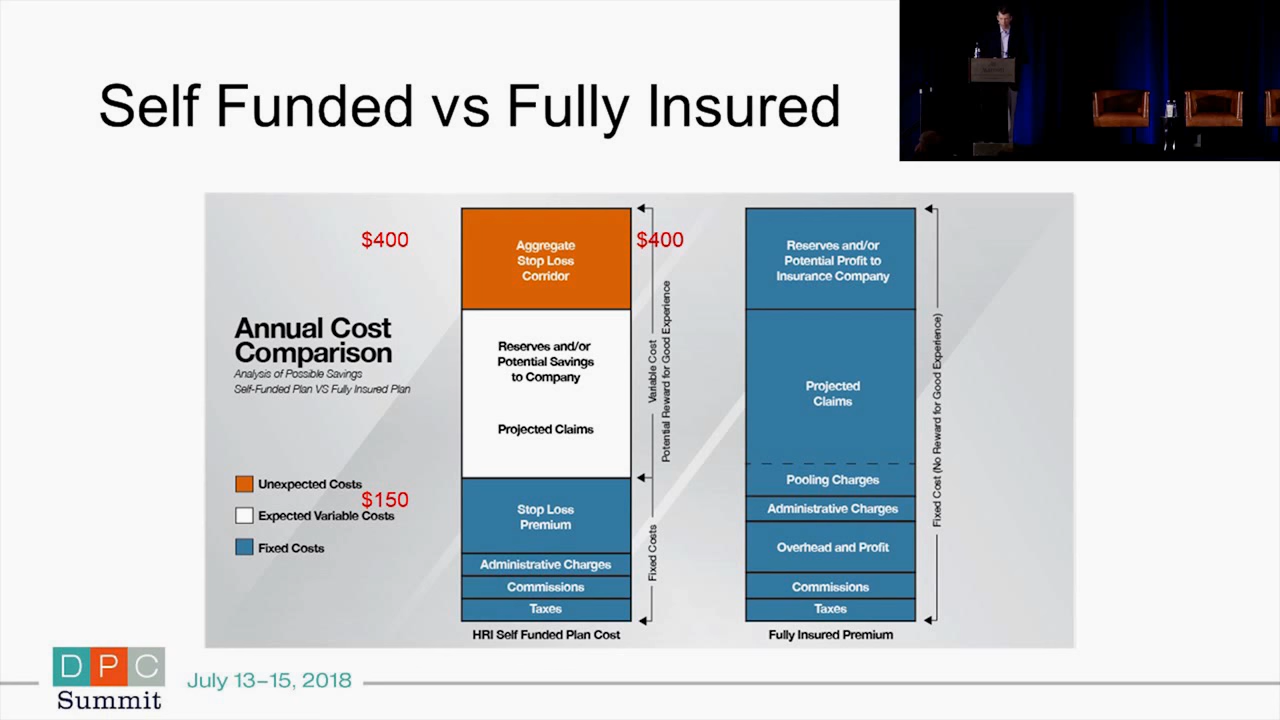 Self Funded vs Fully Insured
$400
$400
Annual Cost
Comparison
Analysis of Possible Savings
Self-Funded Plan VS Fully Insured Plan
Unexpected Costs
$150
Expected Variable Costs
Fixed Costs
Aggregate
Stop Loss
Corridor
Reserves and/or
Potential Savings
to Company
Projected Claims
Stop Loss
Premium
Administrative Charges
Commissions
Taxes
HRI Self Funded Plan Cost
Variable Cost
Potential Reward for Good Experience
Fixed Costs
Reserves and/or
Potential Profit to
Insurance Company
Projected
Claims
Pooling Charges
Administrative Charges
Overhead and Profit
Commissions
Taxes
Fully Insured Premium
Fixed Cost (No Reward for Good Experience)
DPC
Summit
July 13–15, 2018